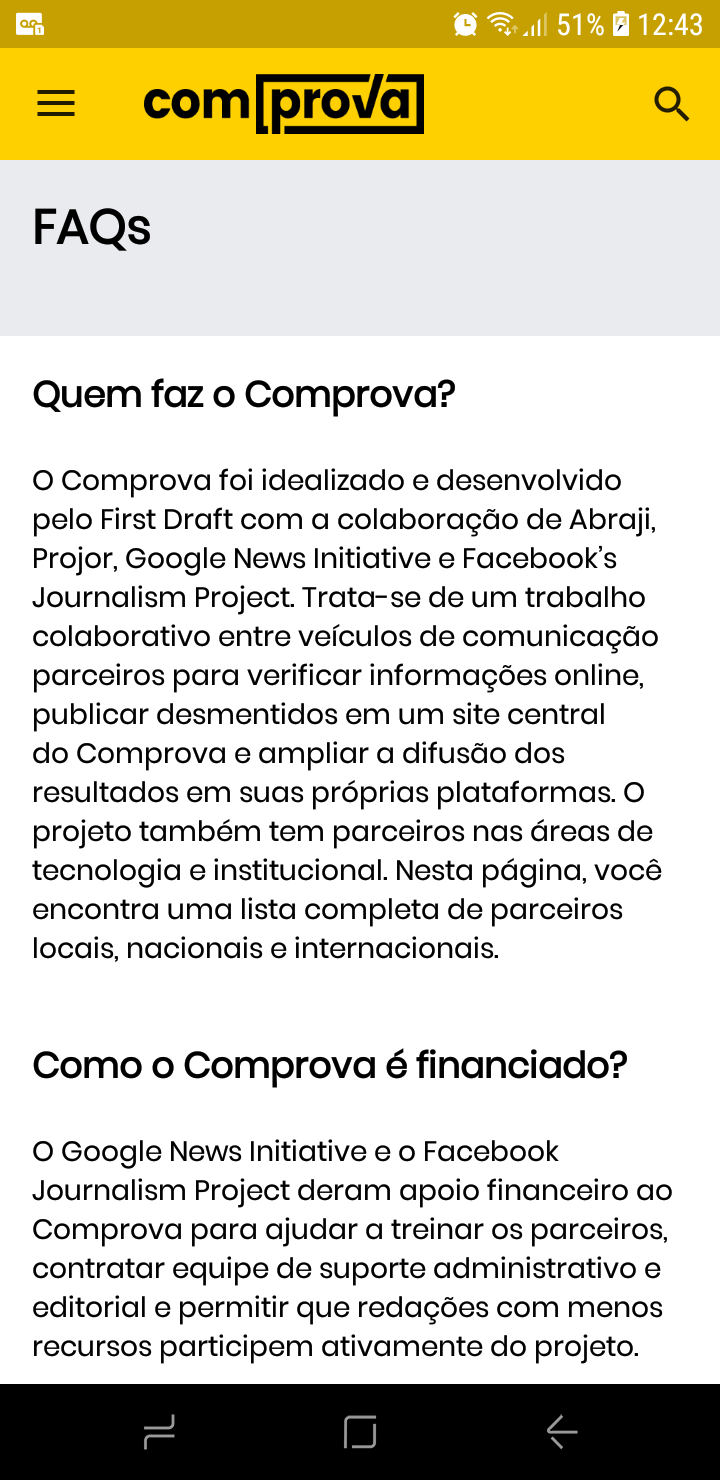 51% 12:43
comprova
FAQs
Quem faz o Comprova?
O Comprova foi idealizado e desenvolvido
pelo First Draft com a colaboração de Abraji,
Projor, Google News Initiative e Facebook’s
Journalism Project. Trata-se de um trabalho
colaborativo entre veículos de comunicação
parceiros para verificar informações online,
publicar desmentidos em um site central
do Comprova e ampliar a difusão dos
resultados em suas próprias plataformas. O
projeto também tem parceiros nas áreas de
tecnologia e institucional. Nesta página, você
encontra uma lista completa de parceiros
locais, nacionais e internacionais.
Como o Comprova é financiado?
O Google News Initiative e o Facebook
Journalism Project deram apoio financeiro ao
Comprova para ajudar a treinar os parceiros,
contratar equipe de suporte administrativo e
editorial e permitir que redações com menos
recursos participem ativamente do projeto.